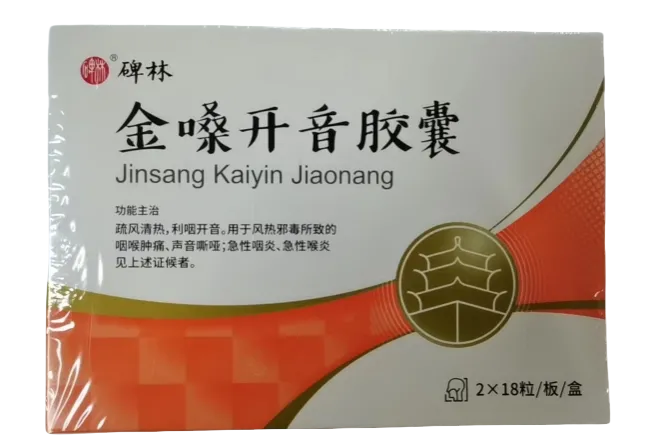 碑林® 碑林
金嗓开音胶囊
Jinsang Kaiyin Jiaonang
功能主治
疏风清热,利咽开音。用于风热邪毒所致的
咽喉肿痛、声音嘶哑;急性咽炎、急性喉炎
见上述证候者。
2×18粒/板/盒